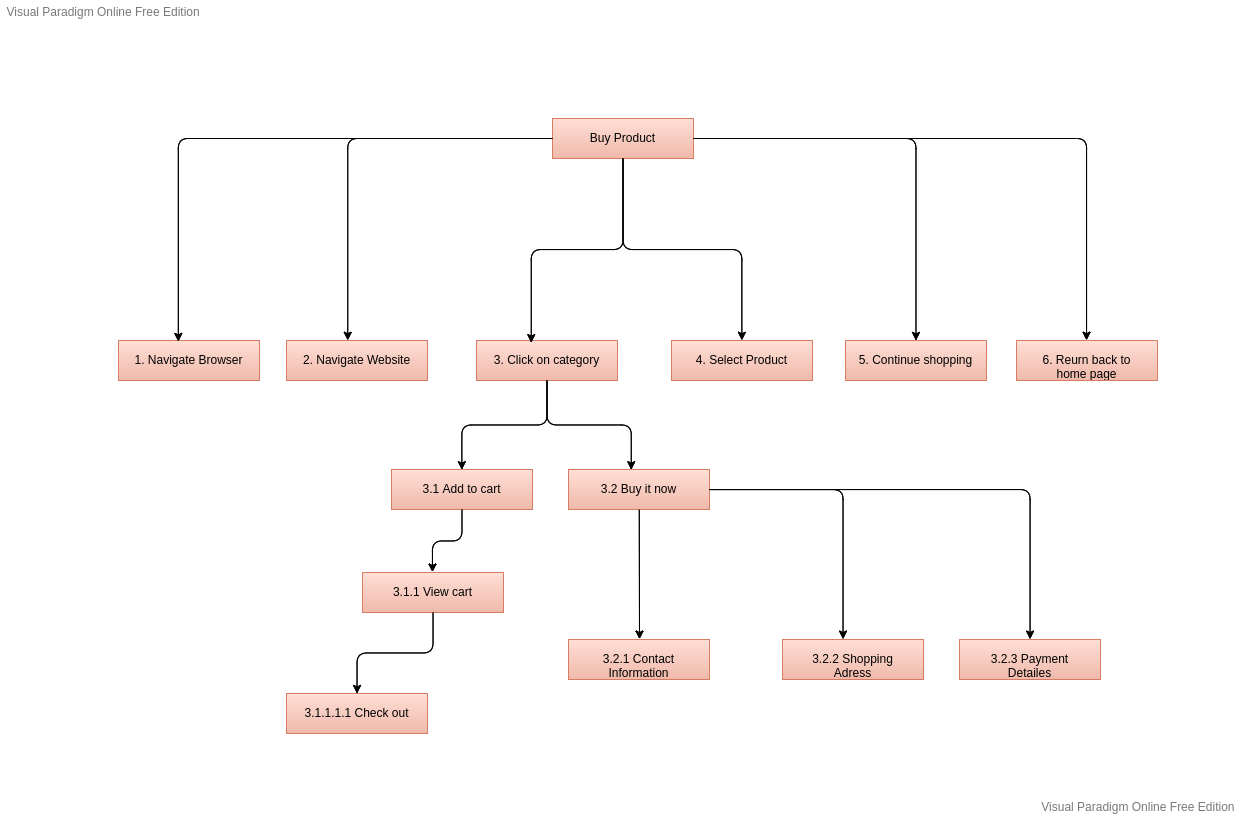 Visual Paradigm Online Free Edition
Buy Product
1. Navigate Browser
2. Navigate Website
3. Click on category
4. Select Product
5. Continue shopping
6. Reurn back to
home page
3.1 Add to cart
3.2 Buy it now
3.1.1 View cart
3.2.1 Contact
Information
3.2.2 Shopping
Adress
3.2.3 Payment
Detailes
3.1.1.1.1 Check out
Visual Paradigm Online Free Edition